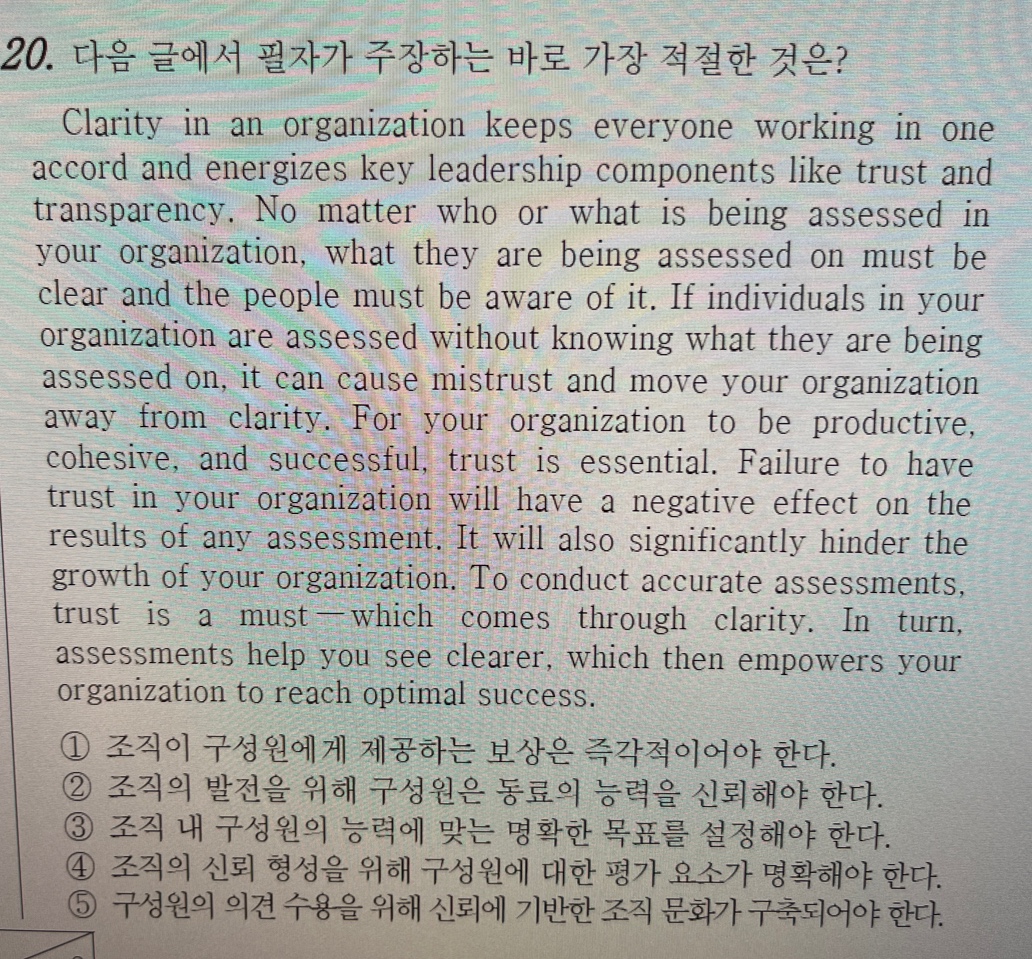 20. 다음 글에서 필자가 주장하는 바로 가장 적절한 것은?
Clarity in an organization keeps everyone working in one
accord and energizes key leadership components like trust and
transparency. No matter who or what is being assessed in
your organization, what they are being assessed on must be
clear and the people must be aware of it. If individuals in your
organization are assessed without knowing what they are being
assessed on, it can cause mistrust and move your organization
away from clarity. For your organization to be productive,
cohesive, and successful, trust is essential. Failure to have
trust in your organization will have a negative effect on the
results of any assessment. It will also significantly hinder the
growth of your organization. To conduct accurate assessments,
trust is a must—which comes through clarity. In turn,
assessments help you see clearer, which then empowers your
organization to reach optimal success.
① 조직이 구성원에게 제공하는 보상은 즉각적이어야 한다.
② 조직의 발전을 위해 구성원은 동료의 능력을 신뢰해야 한다.
③ 조직 내 구성원의 능력에 맞는 명확한 목표를 설정해야 한다.
④ 조직의 신뢰 형성을 위해 구성원에 대한 평가 요소가 명확해야 한다.
⑤ 구성원의 의견 수용을 위해 신뢰에 기반한 조직 문화가 구축되어야 한다.